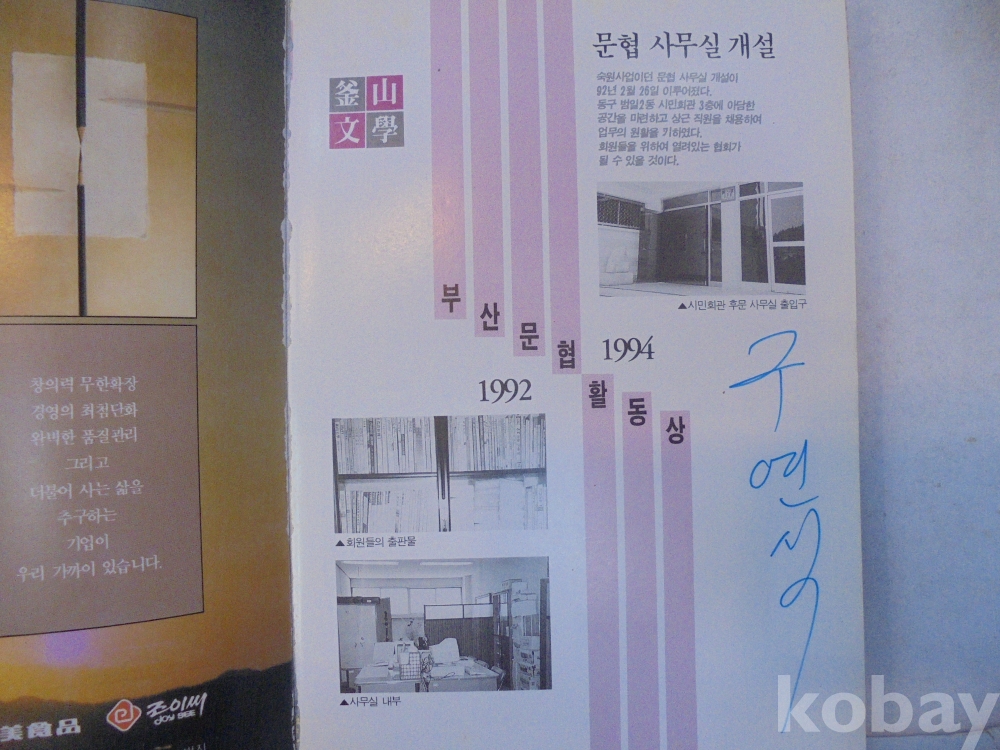 창의력 무한확장
경영의 최첨단화
완벽한 품질관리
그리고
더불어 사는 삶을
추구하는
기업이
우리 가까이 있습니다.
美食品
조이씨
JOY SEE
釜山
文學
문협 사무실 개설
숙원사업이던 문협 사무실 개설이
92년 2월 26일 이루어졌다.
동구 범일2동 시민회관 3층에 아담한
공간을 마련하고 상근 직원을 채용하여
업무의 원활을 기하였다.
회원들을 위하여 열려있는 협회가
될 수 있을 것이다.
▲시민회관 후문 사무실 출입구
부산문협활동상
1992
1994
▲회원들의 출판물
▲사무실 내부
구
kobay